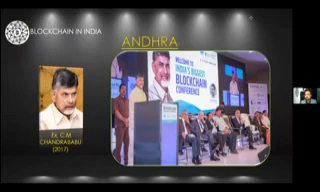 BLOCKCHAIN IN INDIA
ANDHRA
WELCOME TO
INDIA'S BIGGEST
BLOCKCHAIN
CONFERENCE
Ex. C.M
CHANDRABABU
(2017)